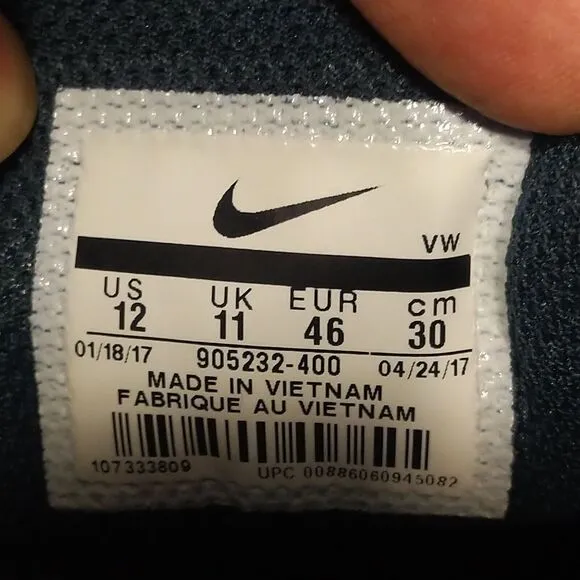 VW
US UK EUR cm
12 11 46 30
01/18/17 905232-400 04/24/17
MADE IN VIETNAM
FABRIQUE AU VIETNAM
107333809 UPC 00886060945082